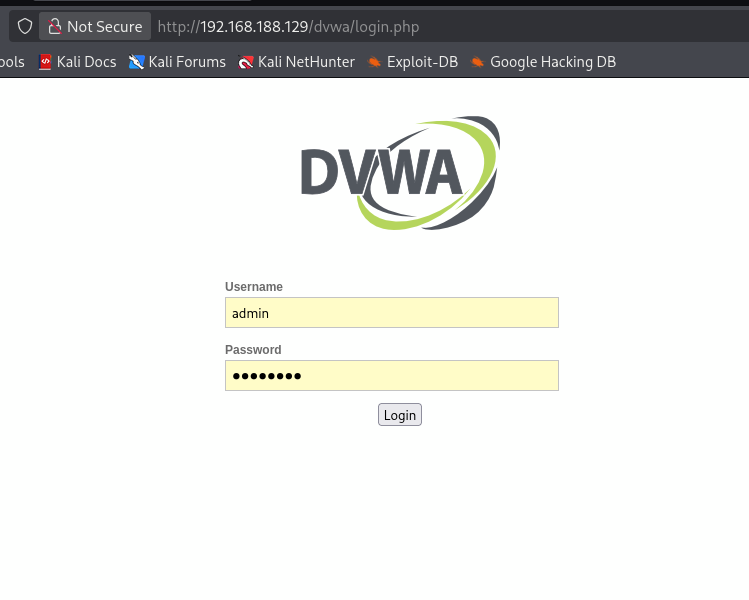 Not Secure http://192.168.188.129/dvwa/login.php
ools Kali Docs Kali Forums Kali NetHunter Exploit-DB Google Hacking DB
DVWA
Username
admin
Password
●●●●●●●●
Login